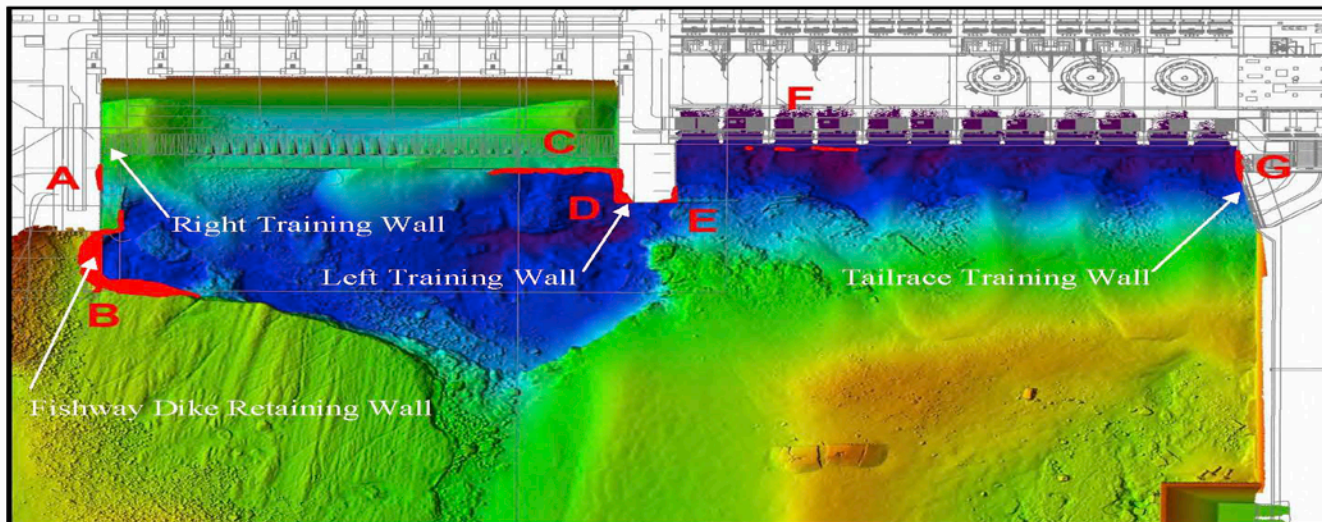 F
C
A
G
D
E
Right Training Wall
Left Training Wall
Tailrace Training Wall
B
Fishway Dike Retaining Wall